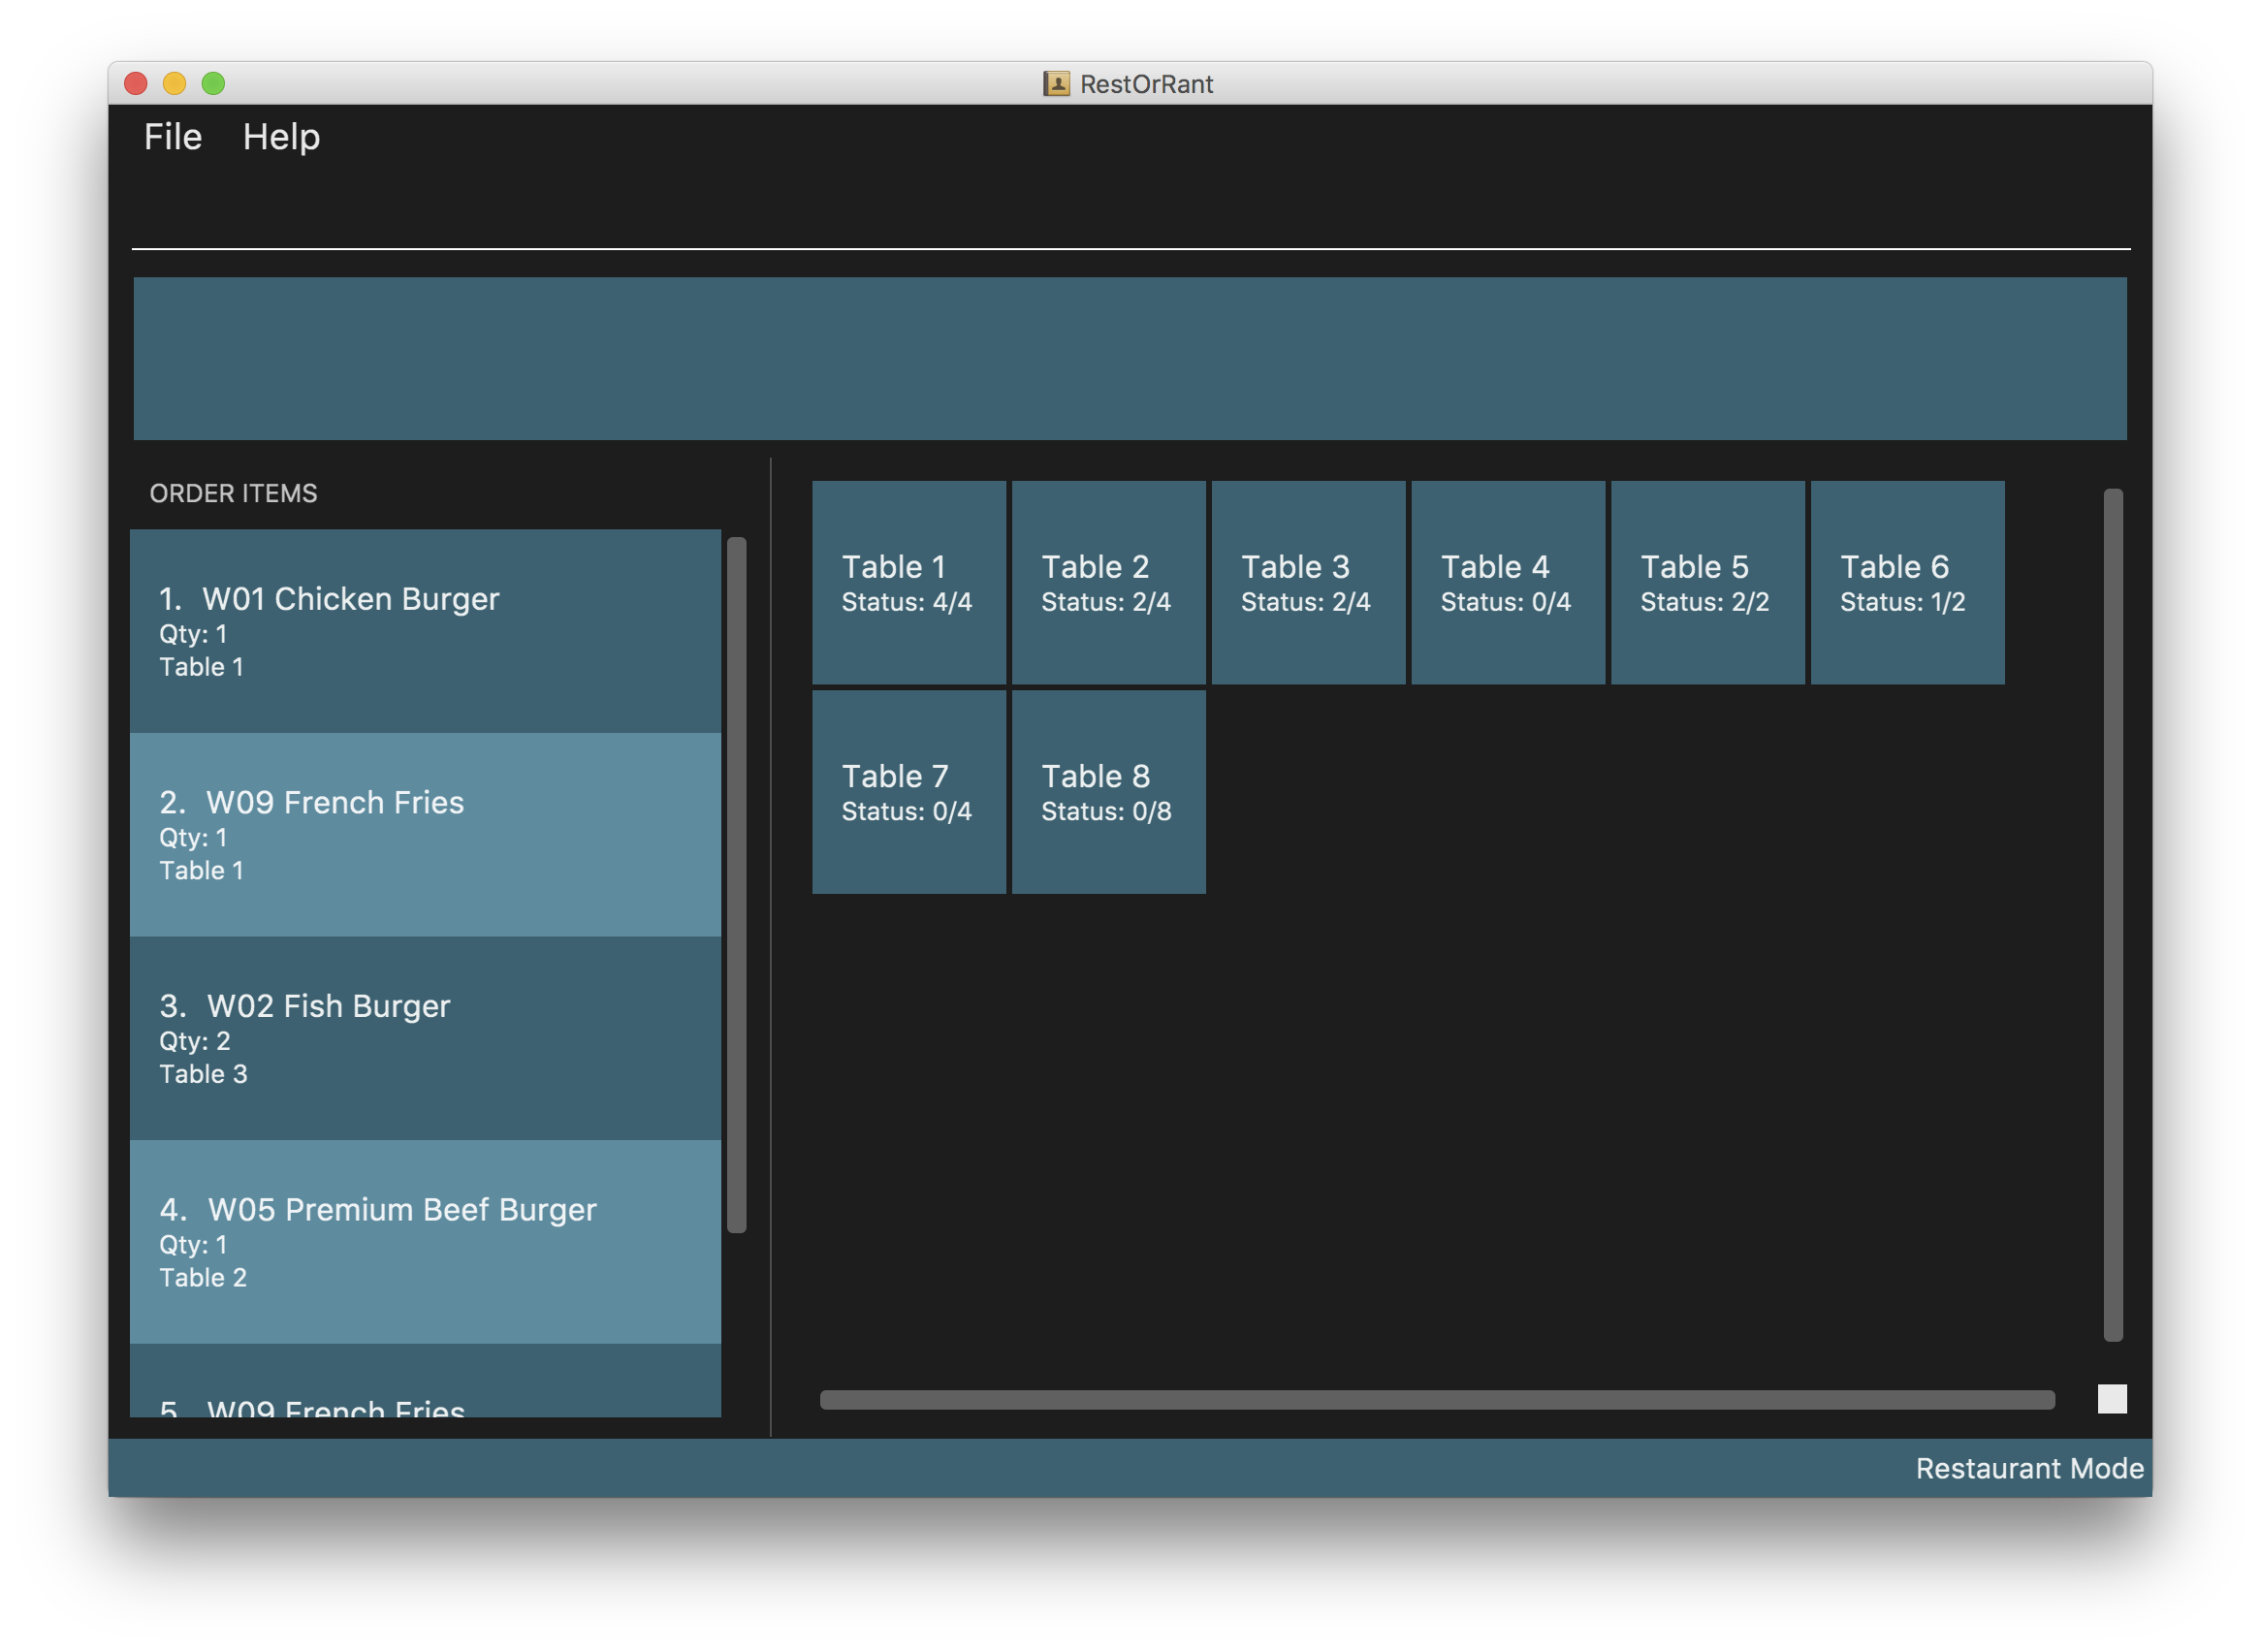 RestOrRant
File Help
ORDER ITEMS
1. W01 Chicken Burger
Qty: 1
Table 1
2. W09 French Fries
Qty: 1
Table 1
3. W02 Fish Burger
Qty: 2
Table 3
4. W05 Premium Beef Burger
Qty: 1
Table 2
5. W09 French Fries
Table 1
Status: 4/4
Table 2
Status: 2/4
Table 3
Status: 2/4
Table 4
Status: 0/4
Table 5
Status: 2/2
Table 6
Status: 1/2
Table 7
Status: 0/4
Table 8
Status: 0/8
Restaurant Mode